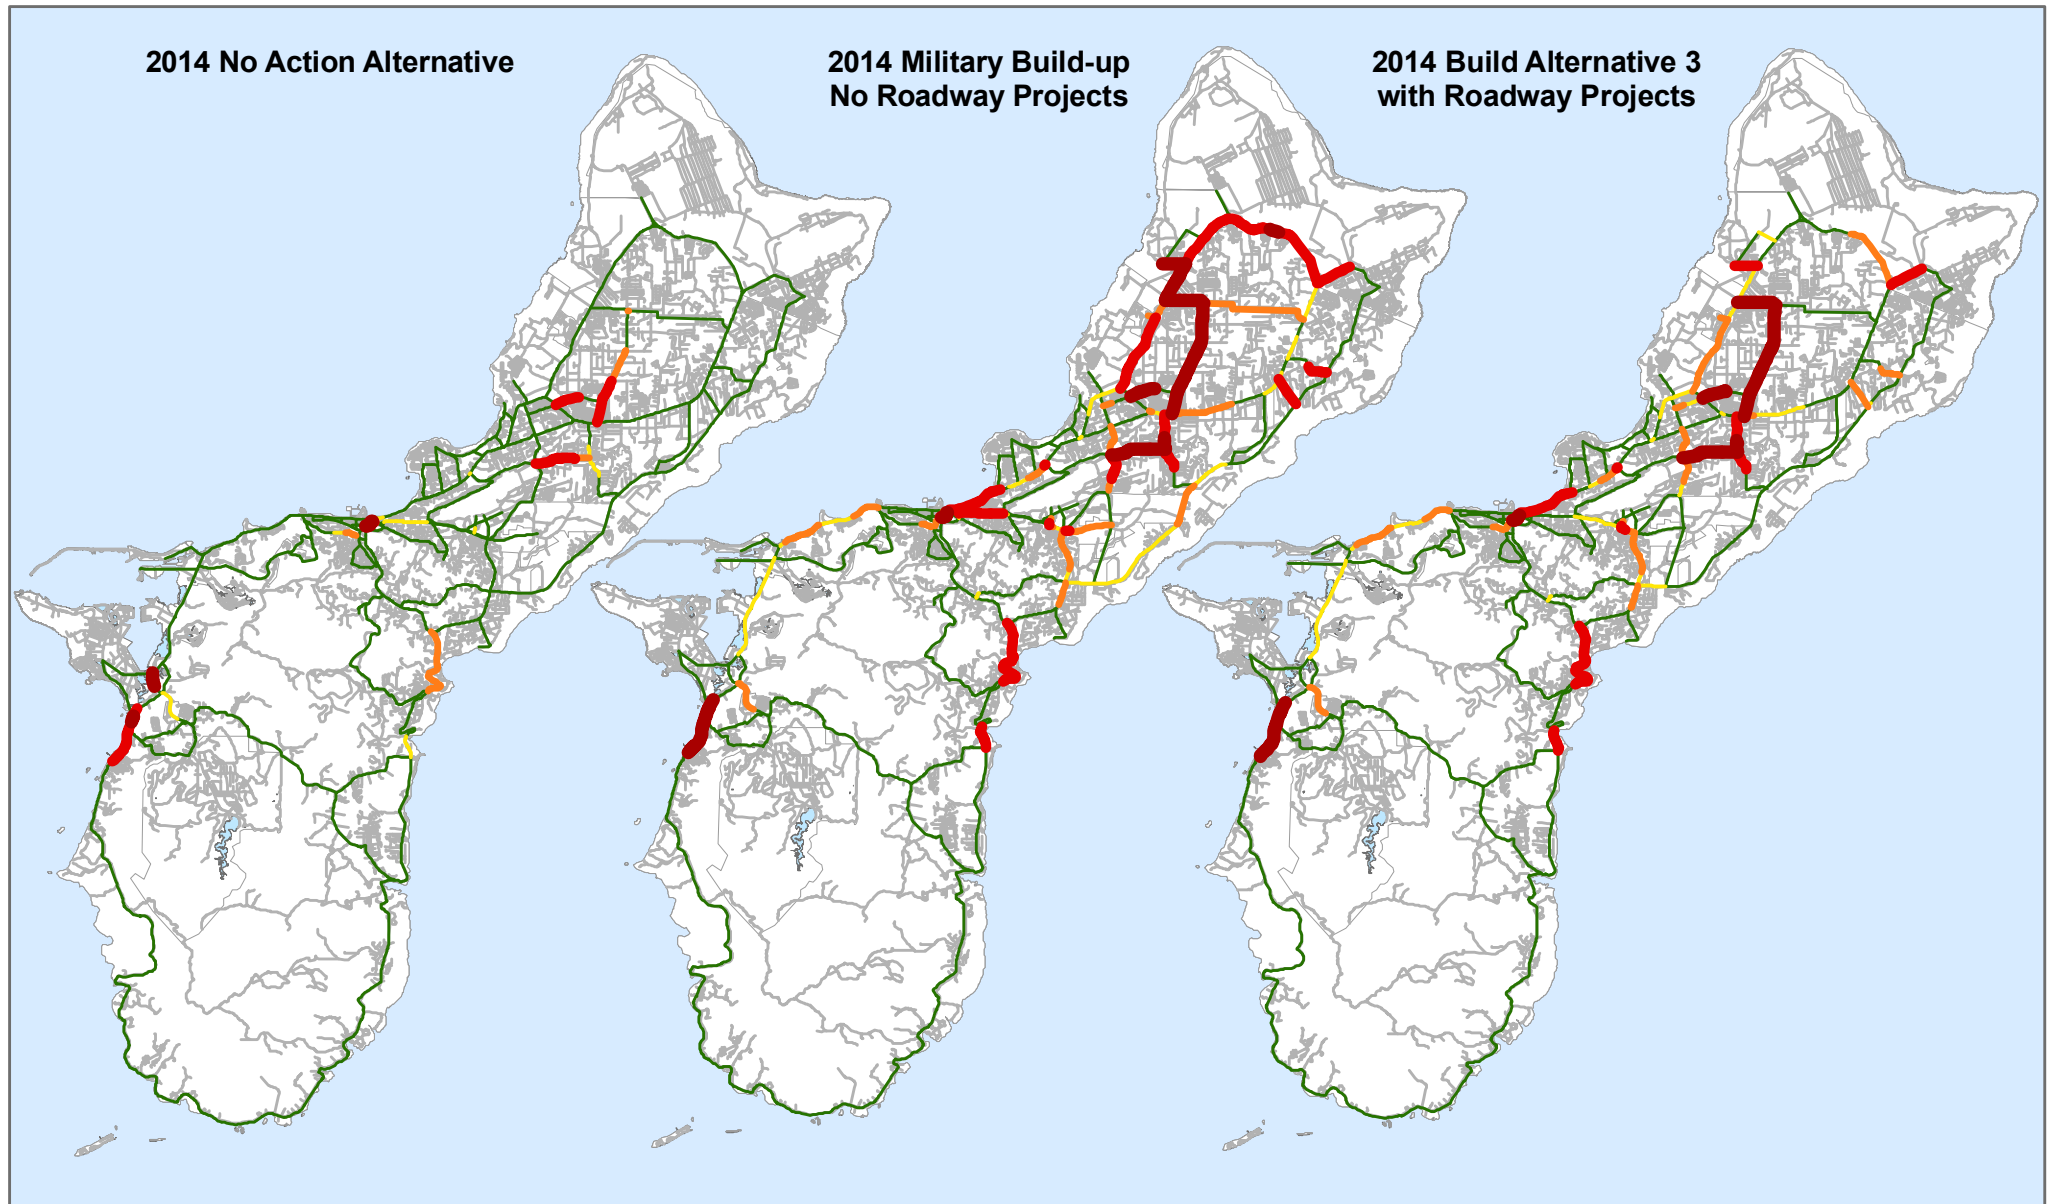 2014 No Action Alternative
2014 Military Build-up
No Roadway Projects
2014 Build Alternative 3
with Roadway Projects